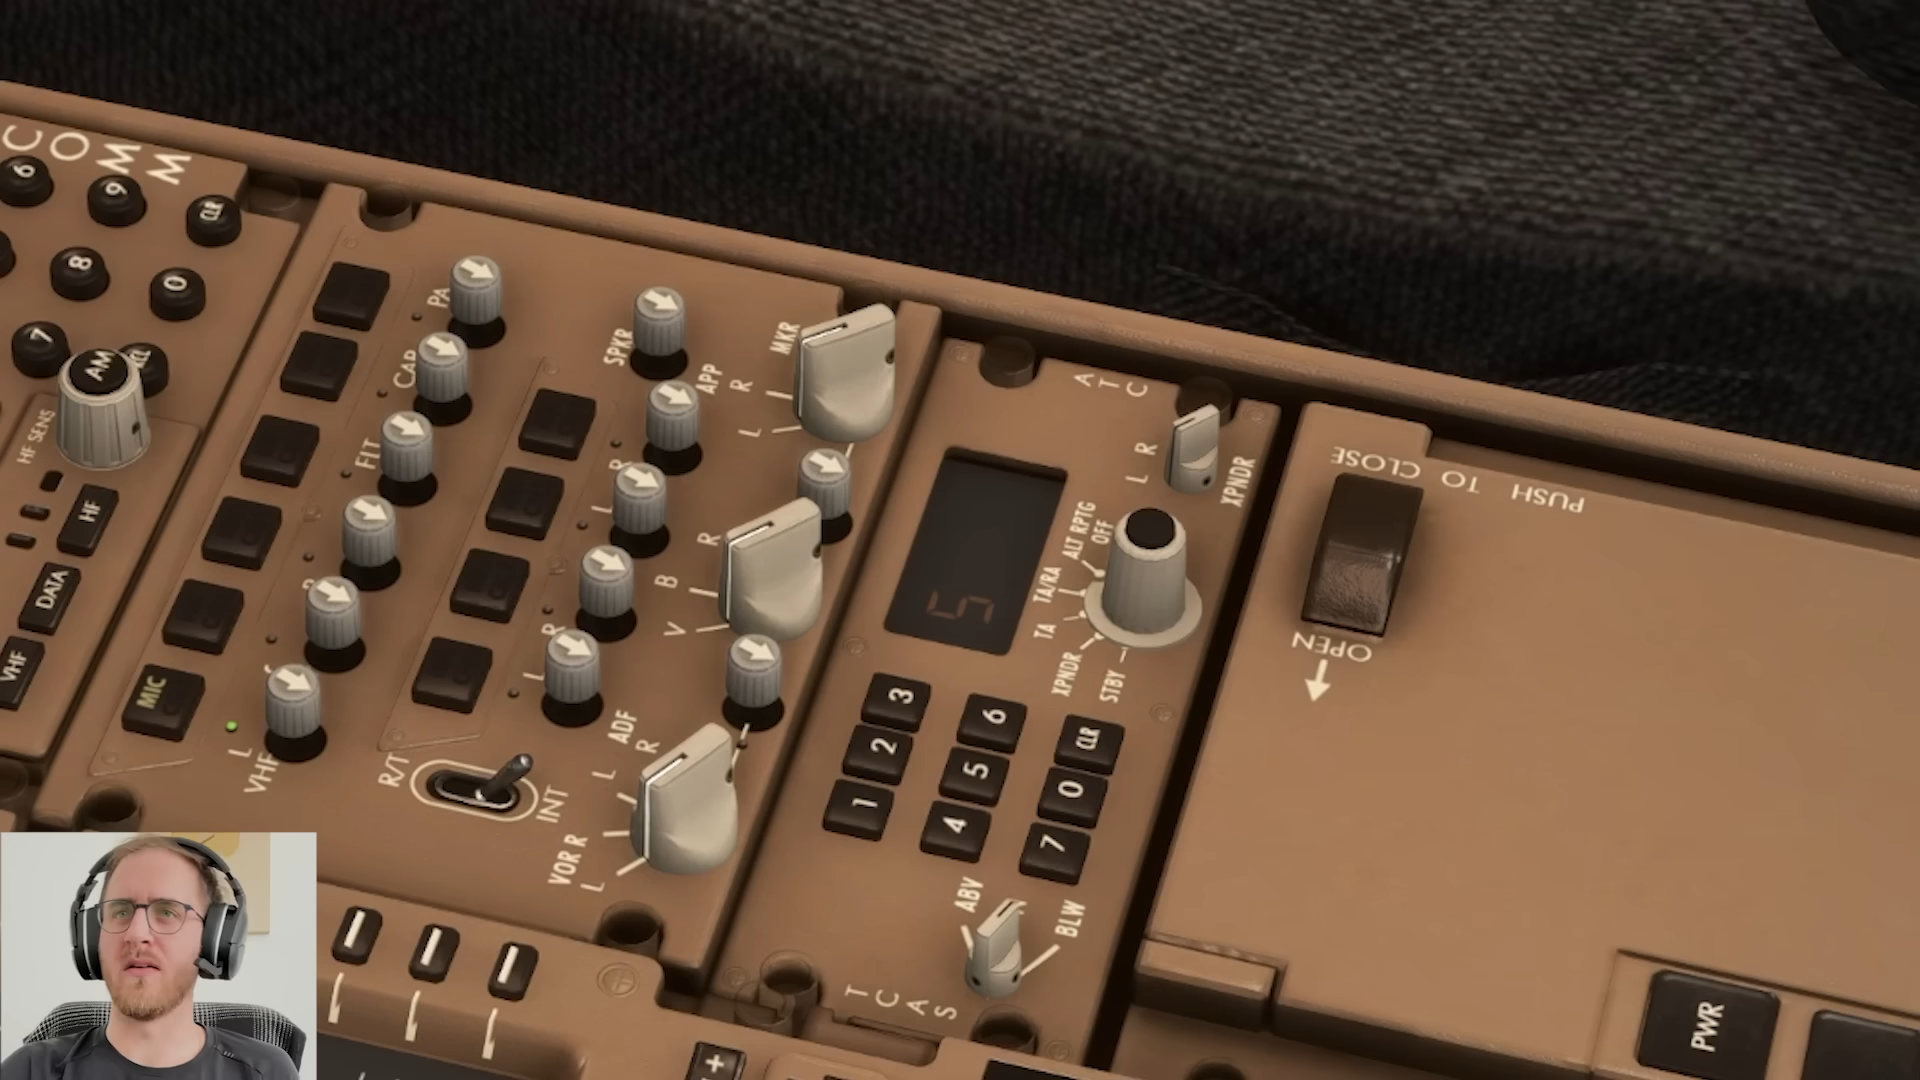 COMM
6
9
CLR
8
0
7
AM
HF SENS
HF
DATA
VHF
PA
CAB
FLT
MIC
L
VHF
R/T
INT
SPKR
APP
MKR
R
L
R
B
V
L
R
L
ADF
R
L
VOR R
L
ATC
L R
XPNDR
ALT RPTG
OFF
TA/RA
TA
XPNDR
STBY
5
3
6
CLR
2
5
0
1
4
7
ABV
N
BLW
TCAS
PUSH TO CLOSE
OPEN
PWR
+